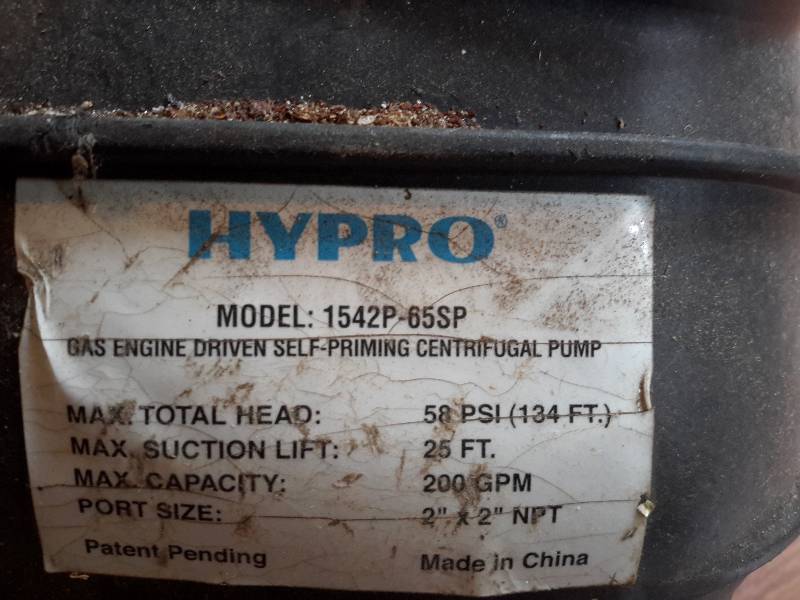 HYPRO®
MODEL: 1542P-65SP
GAS ENGINE DRIVEN SELF-PRIMING CENTRIFUGAL PUMP
MAX. TOTAL HEAD: 58 PSI (134 FT.)
MAX. SUCTION LIFT: 25 FT.
MAX. CAPACITY: 200 GPM
PORT SIZE: 2" x 2" NPT
Patent Pending Made in China